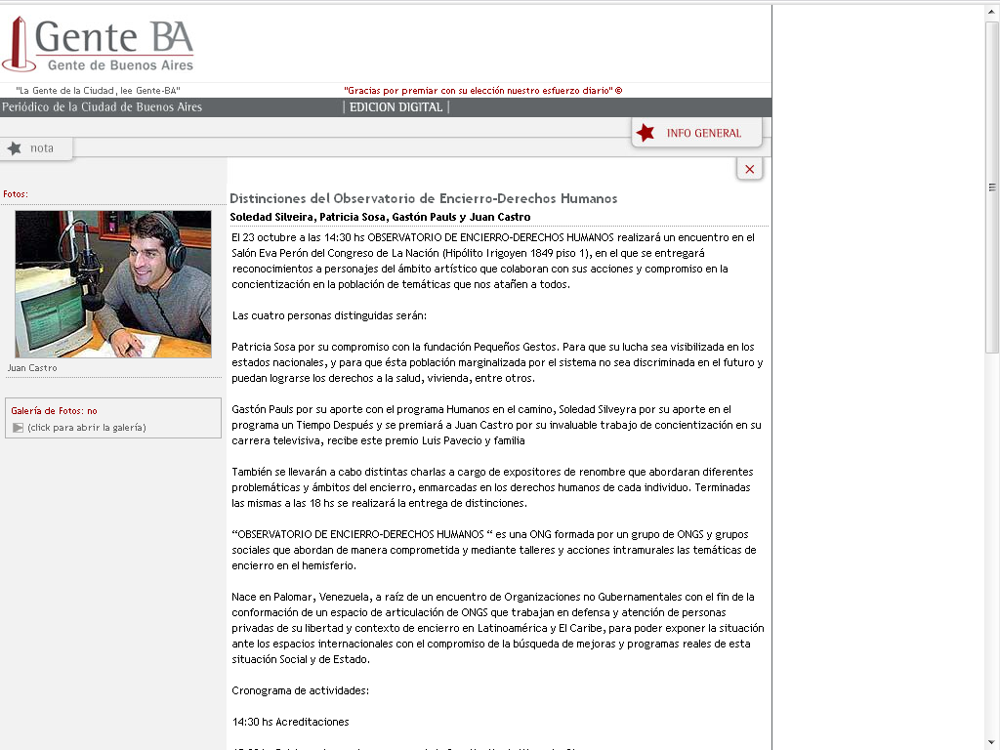 Gente BA
Gente de Buenos Aires
"La Gente de la Ciudad, lee Gente-BA"
"Gracias por premiar con su elección nuestro esfuerzo diario" ®
Periódico de la Ciudad de Buenos Aires
| EDICION DIGITAL |
INFO GENERAL
nota
Fotos:
Juan Castro
Galería de Fotos: no
(click para abrir la galería)
Distinciones del Observatorio de Encierro-Derechos Humanos
Soledad Silveira, Patricia Sosa, Gastón Pauls y Juan Castro
El 23 octubre a las 14:30 hs OBSERVATORIO DE ENCIERRO-DERECHOS HUMANOS realizará un encuentro en el
Salón Eva Perón del Congreso de La Nación (Hipólito Irigoyen 1849 piso 1), en el que se entregará
reconocimientos a personajes del ámbito artístico que colaboran con sus acciones y compromiso en la
concientización en la población de temáticas que nos atañen a todos.
Las cuatro personas distinguidas serán:
Patricia Sosa por su compromiso con la fundación Pequeños Gestos. Para que su lucha sea visibilizada en los
estados nacionales, y para que ésta población marginalizada por el sistema no sea discriminada en el futuro y
puedan lograrse los derechos a la salud, vivienda, entre otros.
Gastón Pauls por su aporte con el programa Humanos en el camino, Soledad Silveyra por su aporte en el
programa un Tiempo Después y se premiará a Juan Castro por su invaluable trabajo de concientización en su
carrera televisiva, recibe este premio Luis Pavecio y familia
También se llevarán a cabo distintas charlas a cargo de expositores de renombre que abordaran diferentes
problemáticas y ámbitos del encierro, enmarcadas en los derechos humanos de cada individuo. Terminadas
las mismas a las 18 hs se realizará la entrega de distinciones.
“OBSERVATORIO DE ENCIERRO-DERECHOS HUMANOS “ es una ONG formada por un grupo de ONGS y grupos
sociales que abordan de manera comprometida y mediante talleres y acciones intramurales las temáticas de
encierro en el hemisferio.
Nace en Palomar, Venezuela, a raíz de un encuentro de Organizaciones no Gubernamentales con el fin de la
conformación de un espacio de articulación de ONGS que trabajan en defensa y atención de personas
privadas de su libertad y contexto de encierro en Latinoamérica y El Caribe, para poder exponer la situación
ante los espacios internacionales con el compromiso de la búsqueda de mejoras y programas reales de esta
situación Social y de Estado.
Cronograma de actividades:
14:30 hs Acreditaciones